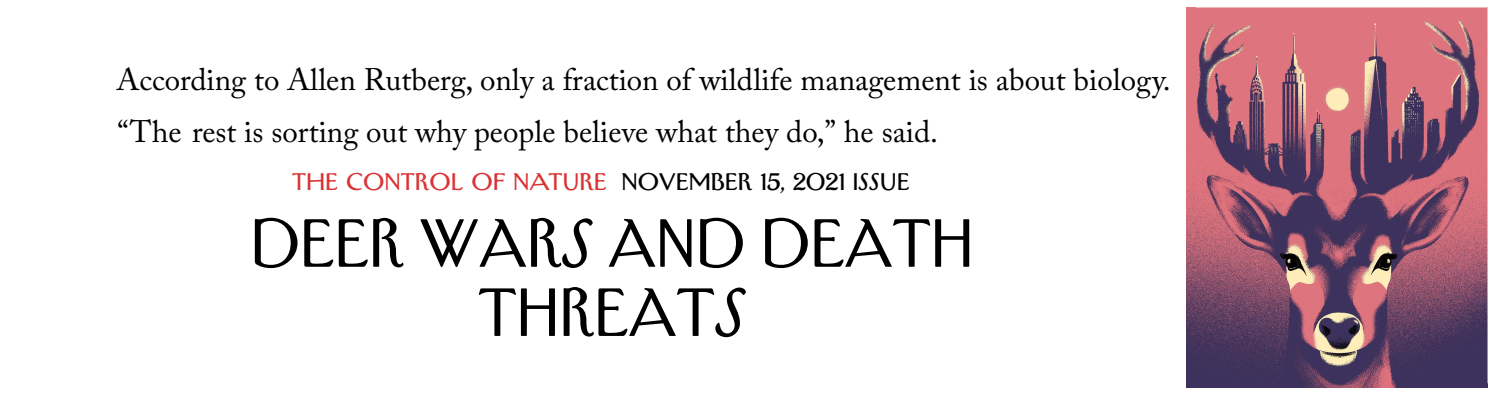 According to Allen Rutberg, only a fraction of wildlife management is about biology.
“The rest is sorting out why people believe what they do,” he said.
THE CONTROL OF NATURE NOVEMBER 15, 2021 ISSUE
DEER WARS AND DEATH
THREATS